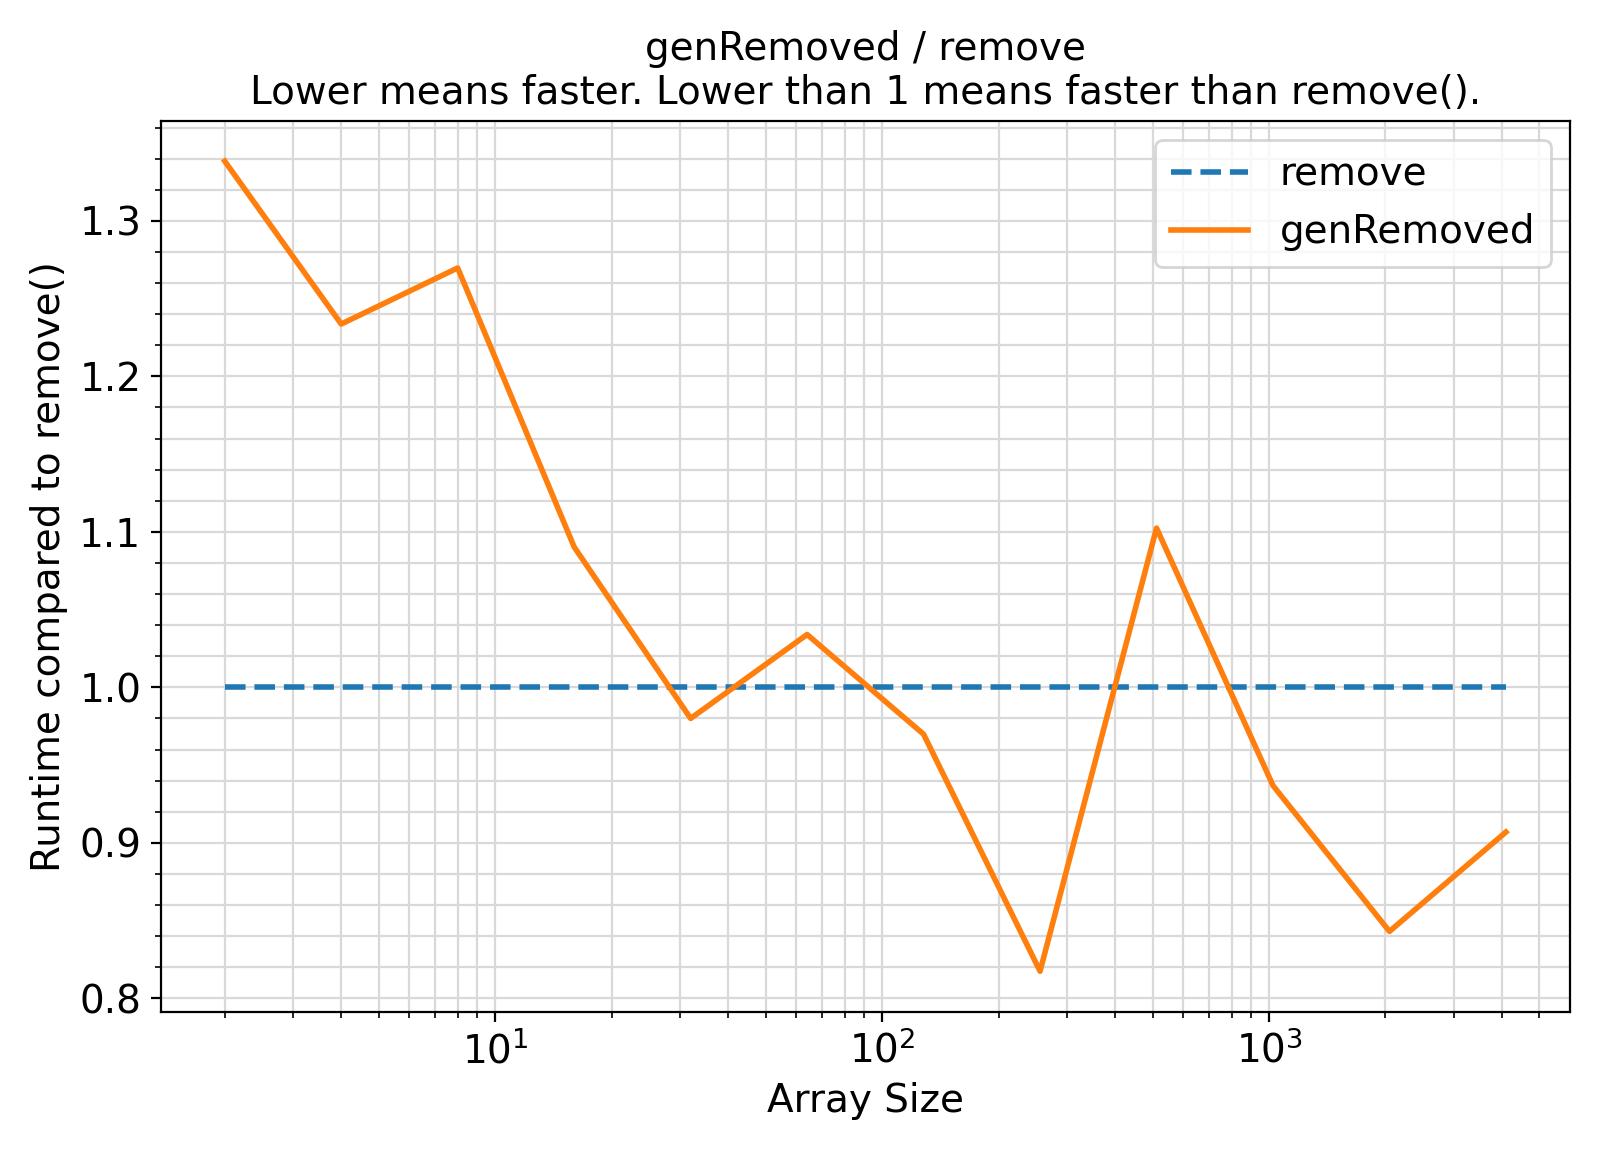 genRemoved / remove
Lower means faster. Lower than 1 means faster than remove().
remove
genRemoved
Runtime compared to remove()
1.3
1.2
1.1
1.0
0.9
0.8
10¹ 10² 10³
Array Size